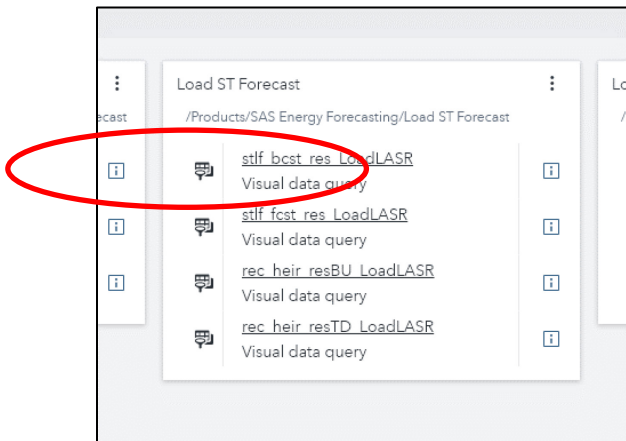 Load ST Forecast
Lo
ecast
/Products/SAS Energy Forecasting/Load ST Forecast
/
stlf_bcst_res_LoadLASR
Visual data query
stlf_fcst_res_LoadLASR
Visual data query
rec_heir_resBU_LoadLASR
Visual data query
rec_heir_resTD_LoadLASR
Visual data query